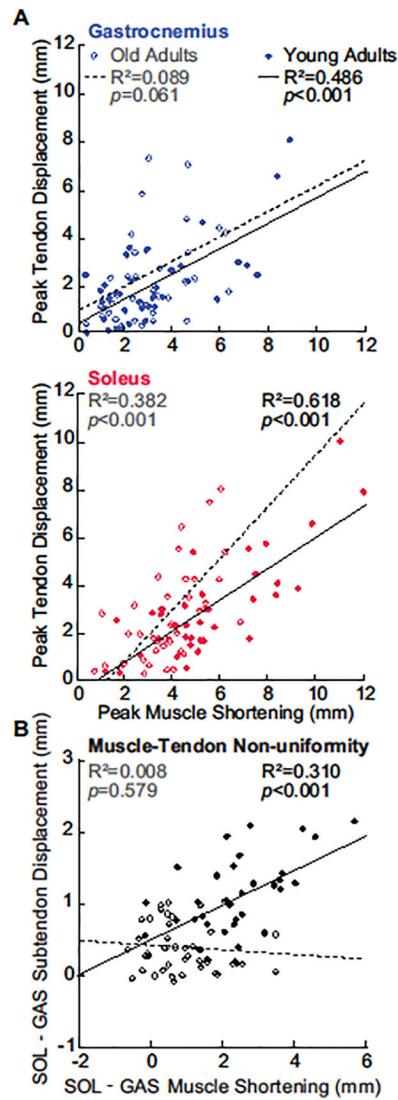 A
Gastrocnemius
Old Adults
Young Adults
R²=0.089
R²=0.486
p=0.061
p<0.001
Peak Tendon Displacement (mm)
12
10
8
6
4
2
0
0 2 4 6 8 10 12
Soleus
R²=0.382
R²=0.618
p<0.001
p<0.001
Peak Tendon Displacement (mm)
12
10
8
6
4
2
0
0 2 4 6 8 10 12
Peak Muscle Shortening (mm)
B
Muscle-Tendon Non-uniformity
R²=0.008
R²=0.310
p=0.579
p<0.001
SOL - GAS Subtendon Displacement (mm)
3
2
1
0
-1
-2 0 2 4 6
SOL - GAS Muscle Shortening (mm)